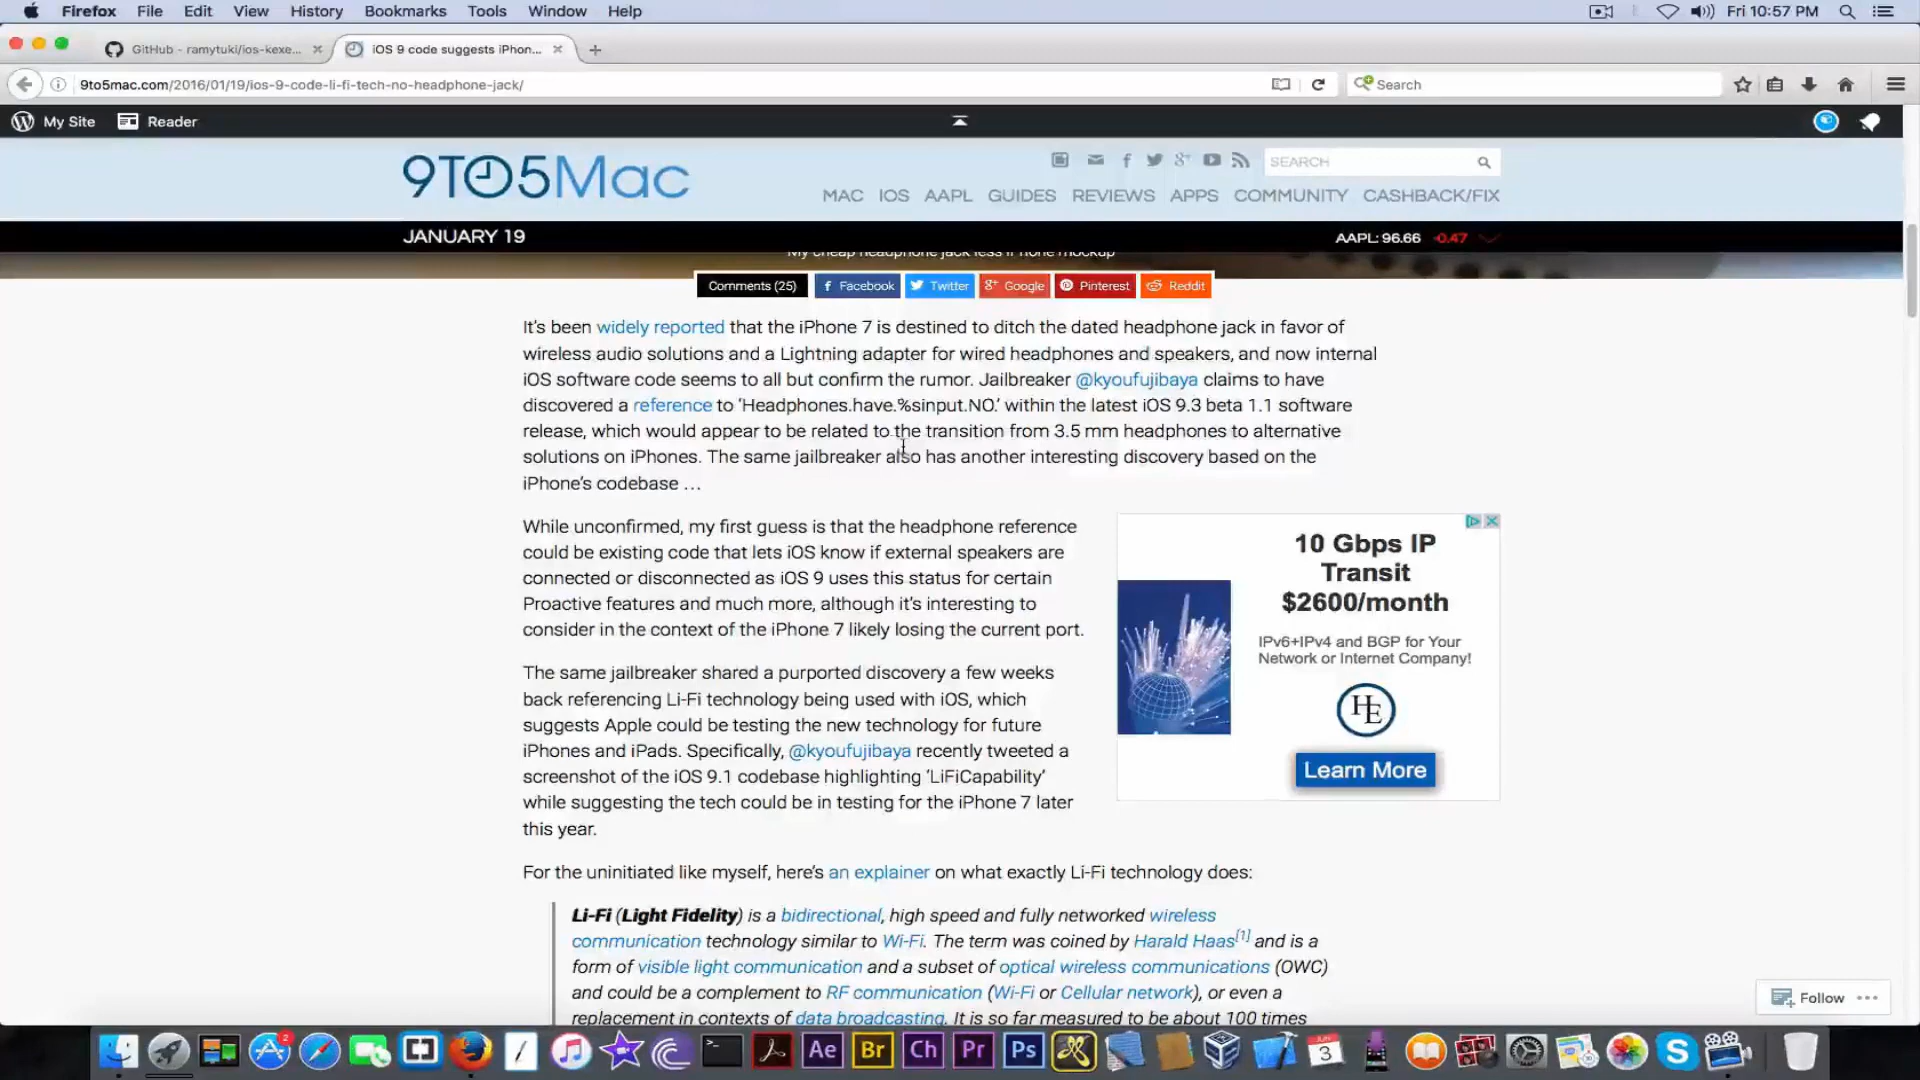 Firefox File Edit View History Bookmarks Tools Window Help Fri 10:57 PM
GitHub - ramytuki/ios-kexe... iOS 9 code suggests iPhon...
9to5mac.com/2016/01/19/ios-9-code-li-fi-tech-no-headphone-jack/ Search
My Site Reader
9TO5Mac
SEARCH
MAC IOS AAPL GUIDES REVIEWS APPS COMMUNITY CASHBACK/FIX
JANUARY 19 AAPL: 96.66 -0.47
My cheap headphone jack less iPhone mockup
Comments (25) Facebook Twitter Google Pinterest Reddit
It's been widely reported that the iPhone 7 is destined to ditch the dated headphone jack in favor of
wireless audio solutions and a Lightning adapter for wired headphones and speakers, and now internal
iOS software code seems to all but confirm the rumor. Jailbreaker @kyoufujibaya claims to have
discovered a reference to ‘Headphones.have.%sinput.NO.’ within the latest iOS 9.3 beta 1.1 software
release, which would appear to be related to the transition from 3.5 mm headphones to alternative
solutions on iPhones. The same jailbreaker also has another interesting discovery based on the
iPhone's codebase …
While unconfirmed, my first guess is that the headphone reference
could be existing code that lets iOS know if external speakers are
connected or disconnected as iOS 9 uses this status for certain
Proactive features and much more, although it's interesting to
consider in the context of the iPhone 7 likely losing the current port.
10 Gbps IP
Transit
$2600/month
IPv6+IPv4 and BGP for Your
Network or Internet Company!
HE
Learn More
The same jailbreaker shared a purported discovery a few weeks
back referencing Li-Fi technology being used with iOS, which
suggests Apple could be testing the new technology for future
iPhones and iPads. Specifically, @kyoufujibaya recently tweeted a
screenshot of the iOS 9.1 codebase highlighting ‘LiFiCapability’
while suggesting the tech could be in testing for the iPhone 7 later
this year.
For the uninitiated like myself, here's an explainer on what exactly Li-Fi technology does:
Li-Fi (Light Fidelity) is a bidirectional, high speed and fully networked wireless
communication technology similar to Wi-Fi. The term was coined by Harald Haas[1] and is a
form of visible light communication and a subset of optical wireless communications (OWC)
and could be a complement to RF communication (Wi-Fi or Cellular network), or even a
replacement in contexts of data broadcasting. It is so far measured to be about 100 times
Follow
2 Ae Br Ch Pr Ps JUN 3